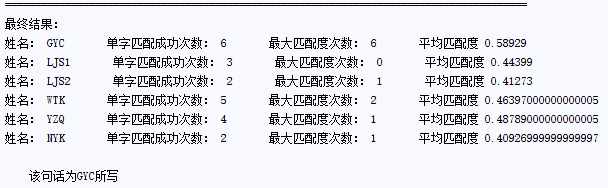 ================================================================================
最终结果：
姓名： GYC 单字匹配成功次数： 6 最大匹配度次数： 6 平均匹配度 0.58929
姓名： LJS1 单字匹配成功次数： 3 最大匹配度次数： 0 平均匹配度 0.44399
姓名： LJS2 单字匹配成功次数： 2 最大匹配度次数： 1 平均匹配度 0.41273
姓名： WTK 单字匹配成功次数： 5 最大匹配度次数： 2 平均匹配度 0.46397000000000005
姓名： YZQ 单字匹配成功次数： 4 最大匹配度次数： 1 平均匹配度 0.48789000000000005
姓名： NYK 单字匹配成功次数： 2 最大匹配度次数： 1 平均匹配度 0.40926999999999997
该句话为GYC所写